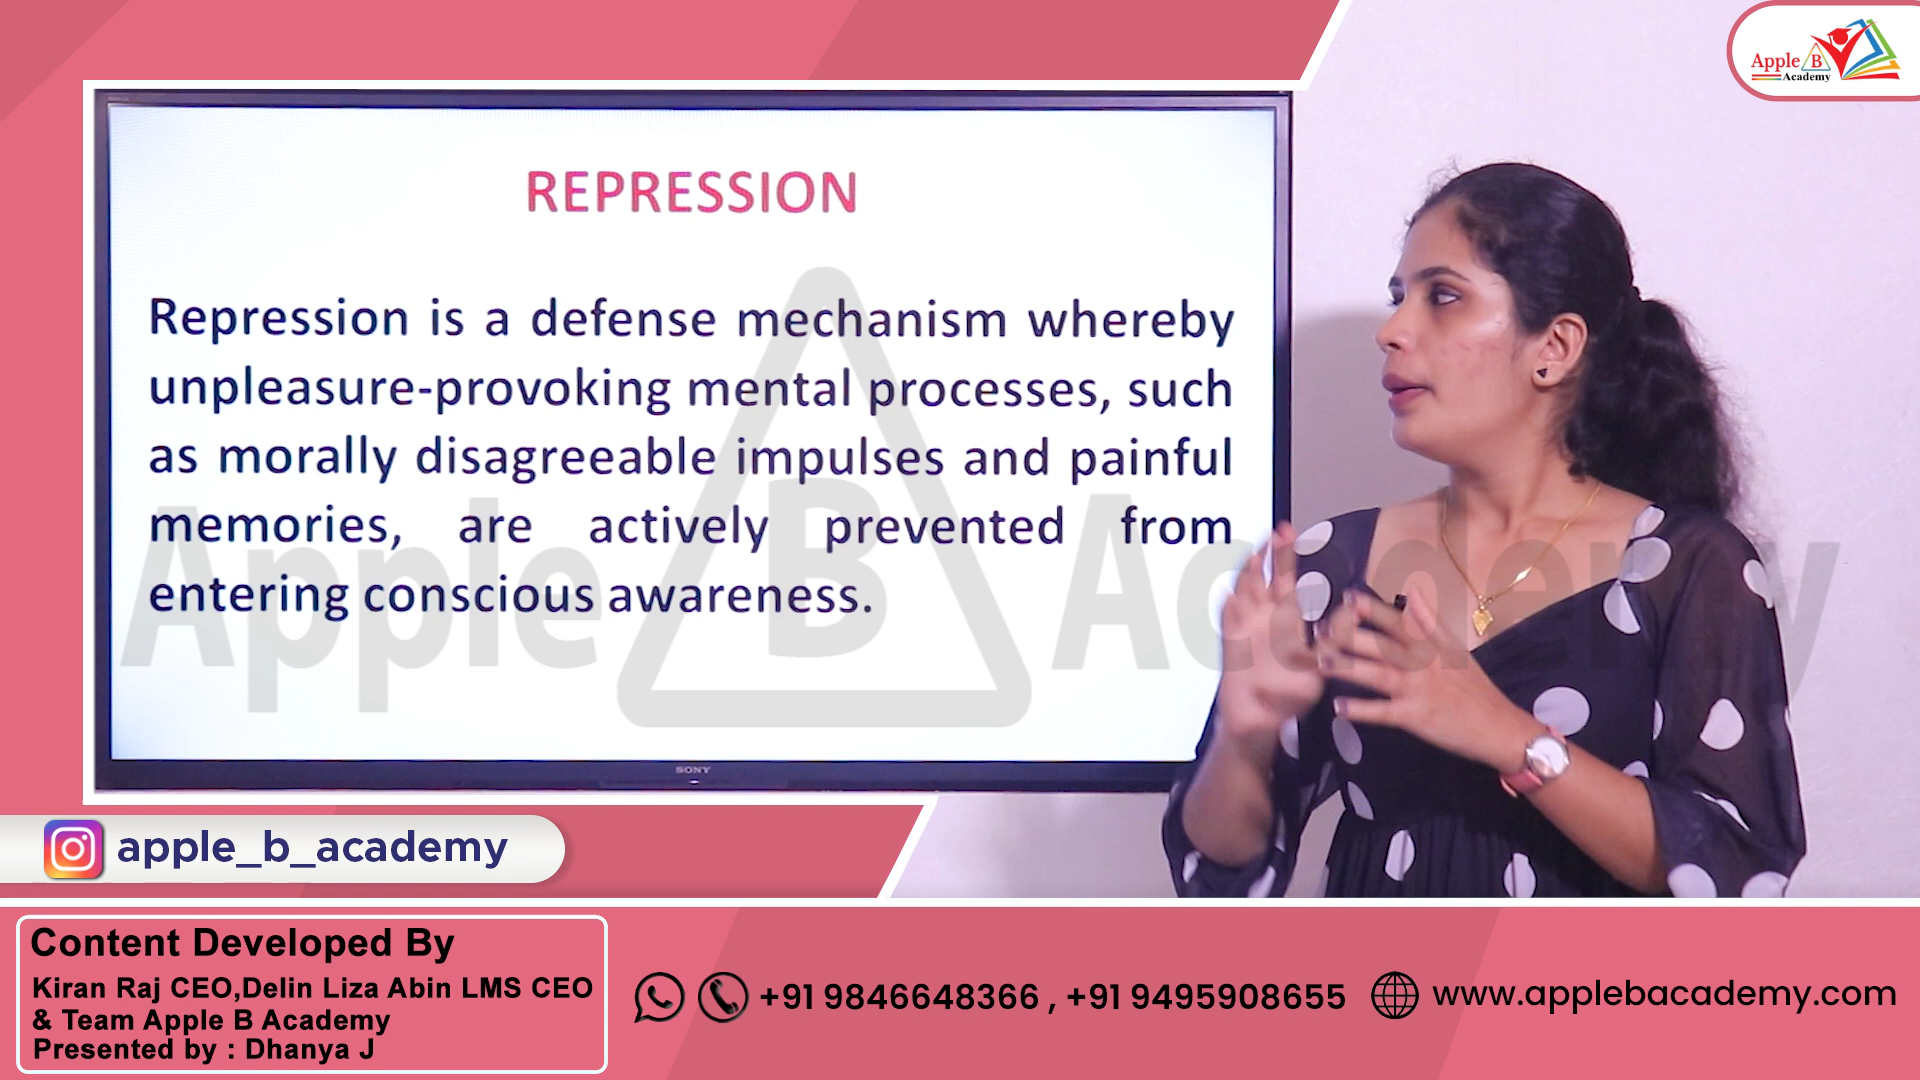 Apple B
Academy
REPRESSION
Repression is a defense mechanism whereby
unpleasure-provoking mental processes, such
as morally disagreeable impulses and painful
memories, are actively prevented from
entering conscious awareness.
Apple B Academy
SONY
apple_b_academy
Content Developed By
Kiran Raj CEO,Delin Liza Abin LMS CEO
& Team Apple B Academy
Presented by : Dhanya J
+91 9846648366 , +91 9495908655
www.applebacademy.com